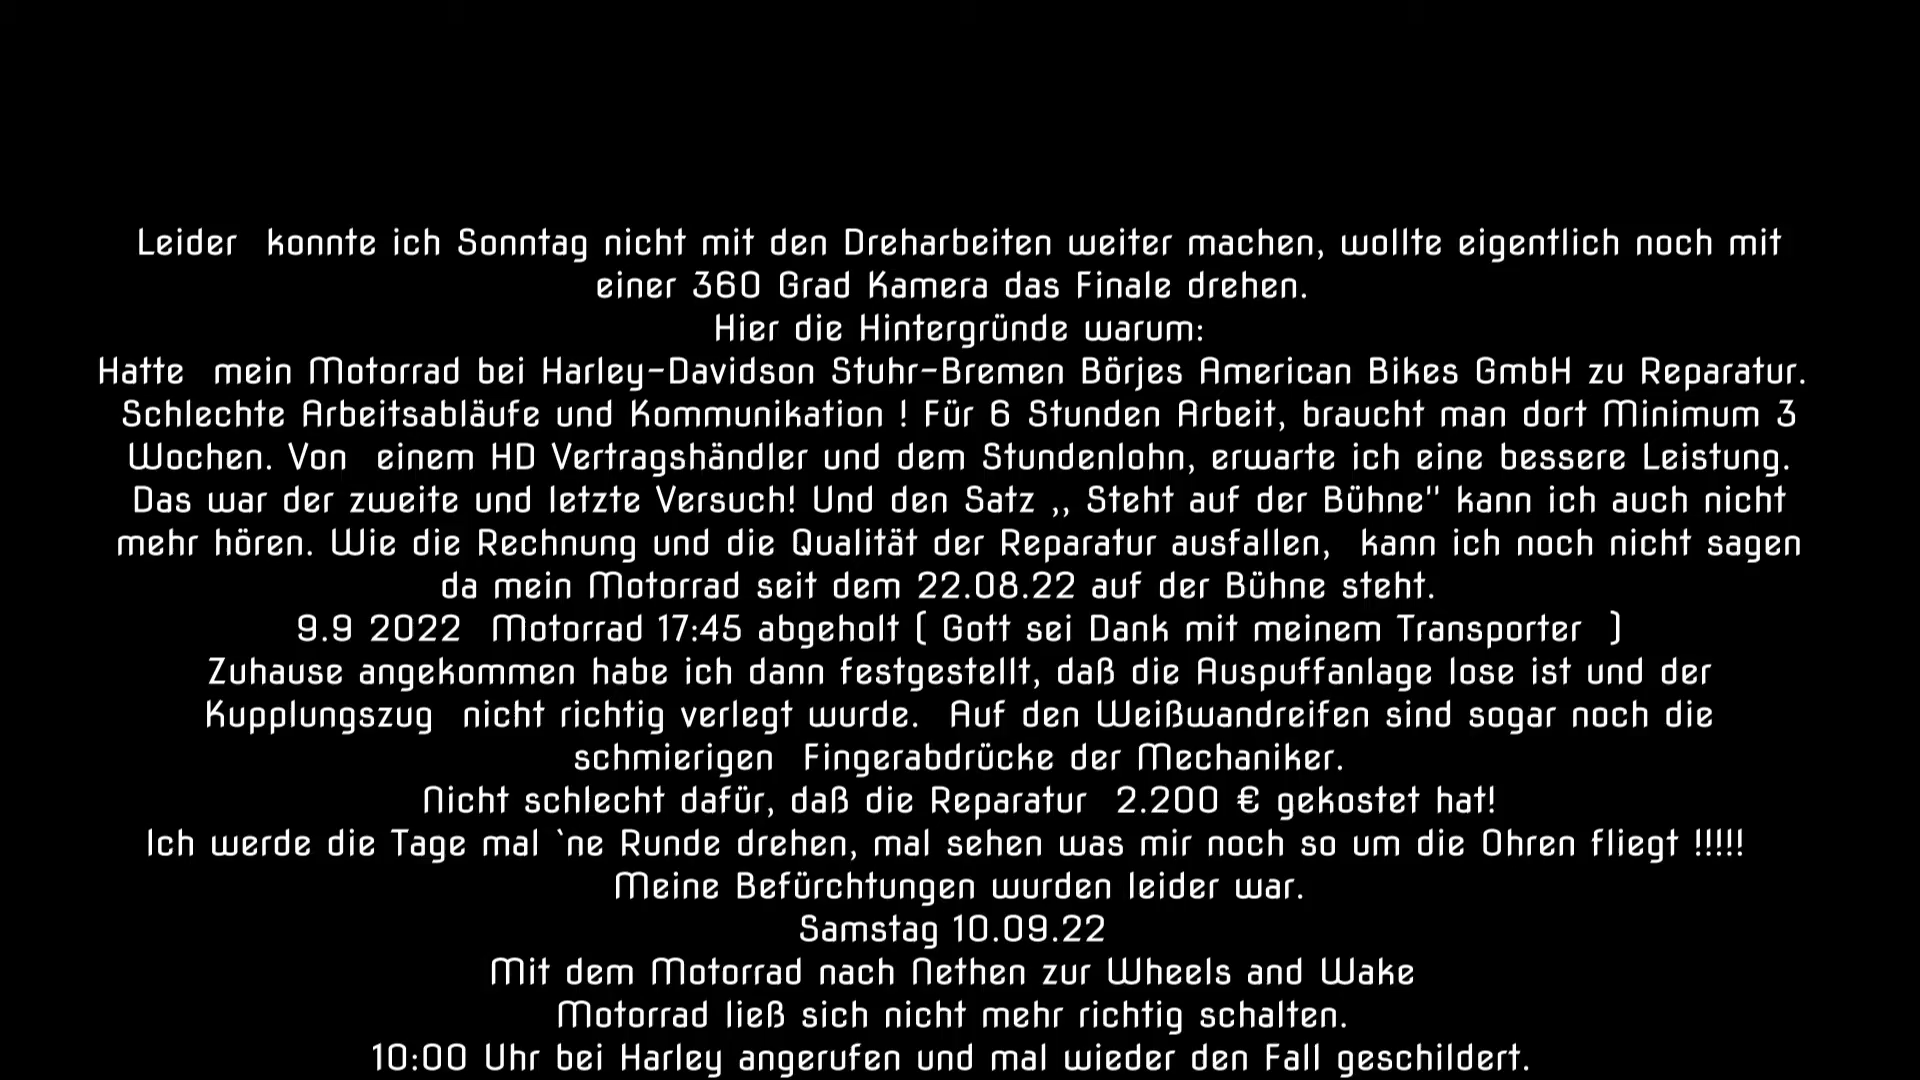 Leider  konnte ich Sonntag nicht mit den Dreharbeiten weiter machen, wollte eigentlich noch mit
einer 360 Grad Kamera das Finale drehen.
Hier die Hintergründe warum:
Hatte  mein Motorrad bei Harley-Davidson Stuhr-Bremen Börjes American Bikes GmbH zu Reparatur.
Schlechte Arbeitsabläufe und Kommunikation ! Für 6 Stunden Arbeit, braucht man dort Minimum 3
Wochen. Von  einem HD Vertragshändler und dem Stundenlohn, erwarte ich eine bessere Leistung.
Das war der zweite und letzte Versuch! Und den Satz ,, Steht auf der Bühne" kann ich auch nicht
mehr hören. Wie die Rechnung und die Qualität der Reparatur ausfallen,  kann ich noch nicht sagen
da mein Motorrad seit dem 22.08.22 auf der Bühne steht.
9.9 2022  Motorrad 17:45 abgeholt ( Gott sei Dank mit meinem Transporter  )
Zuhause angekommen habe ich dann festgestellt, daß die Auspuffanlage lose ist und der
Kupplungszug  nicht richtig verlegt wurde.  Auf den Weißwandreifen sind sogar noch die
schmierigen  Fingerabdrücke der Mechaniker.
Nicht schlecht dafür, daß die Reparatur  2.200 € gekostet hat!
Ich werde die Tage mal `ne Runde drehen, mal sehen was mir noch so um die Ohren fliegt !!!!!
Meine Befürchtungen wurden leider war.
Samstag 10.09.22
Mit dem Motorrad nach Nethen zur Wheels and Wake
Motorrad ließ sich nicht mehr richtig schalten.
10:00 Uhr bei Harley angerufen und mal wieder den Fall geschildert.